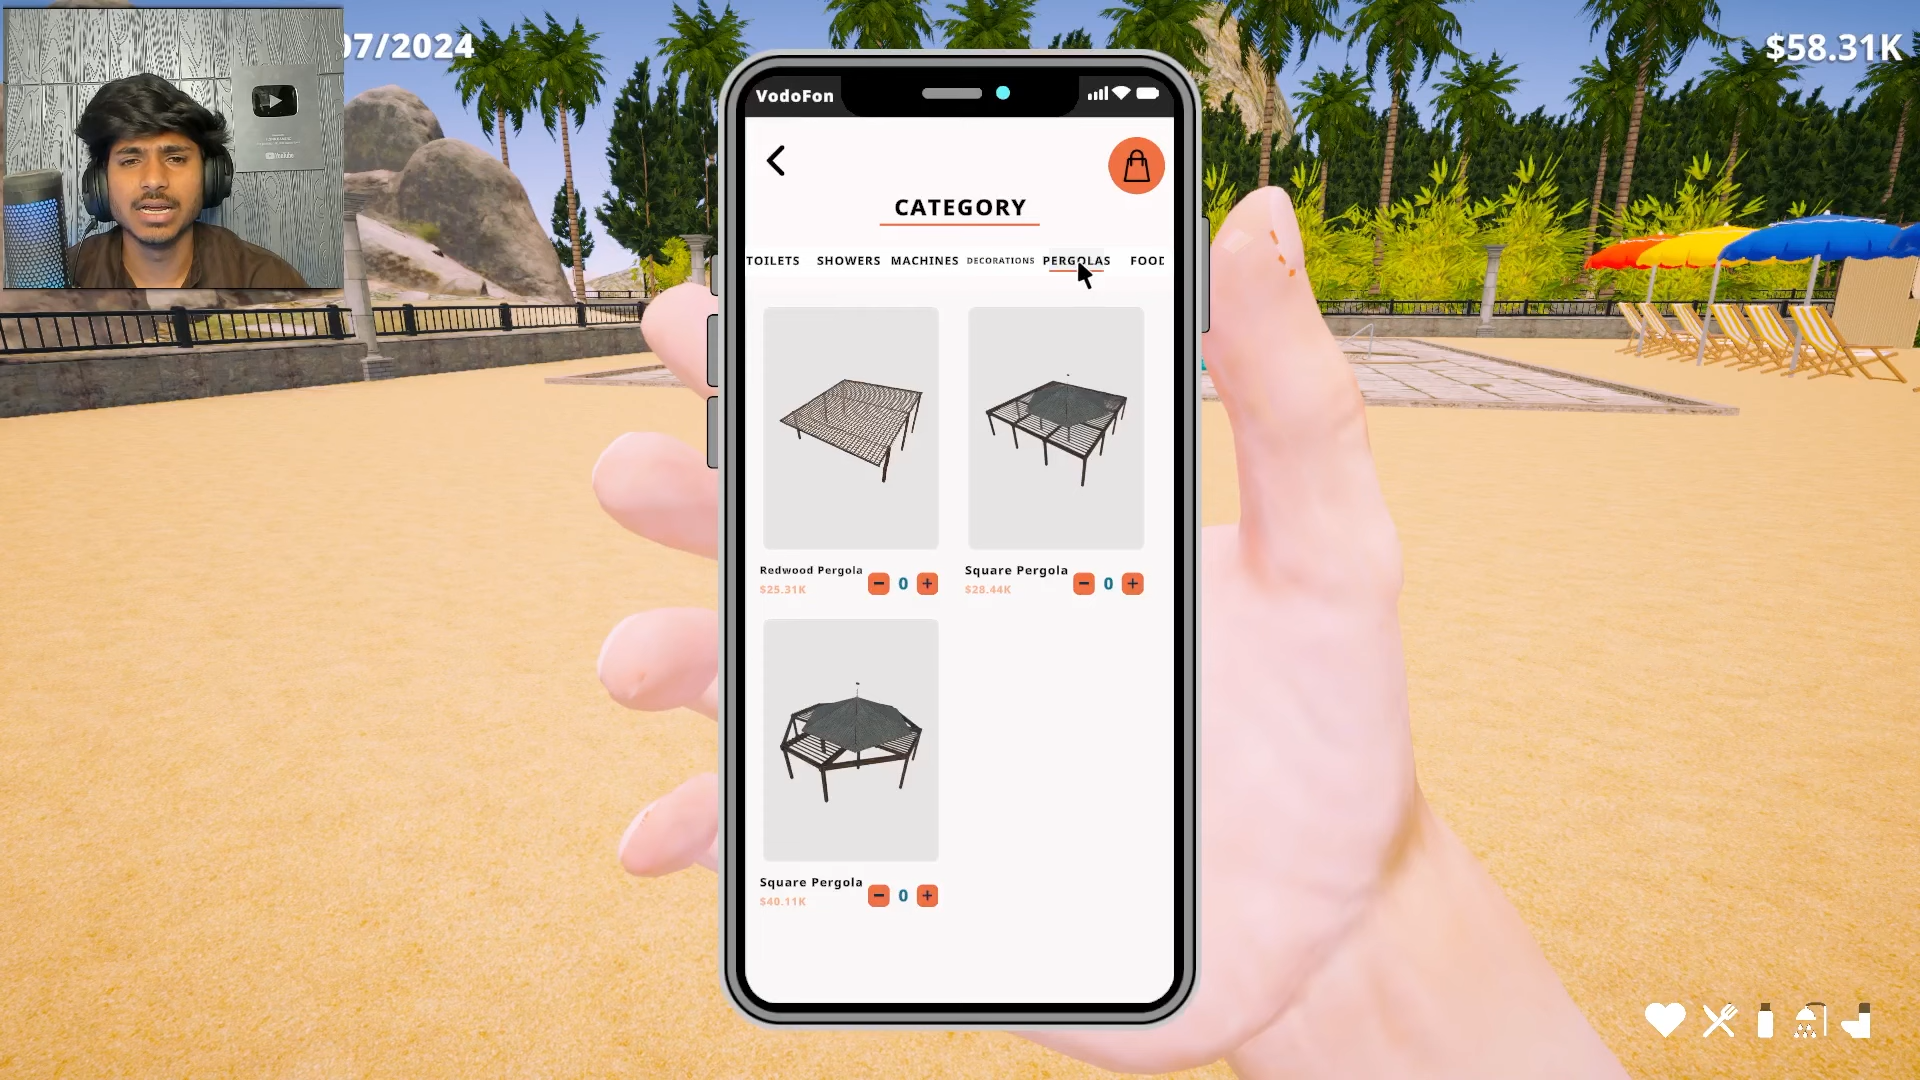 07/2024
$58.31K
VodoFon
CATEGORY
TOILETS SHOWERS MACHINES DECORATIONS PERGOLAS FOOD
Redwood Pergola
$25.31K
- 0 +
Square Pergola
$28.44K
- 0 +
Square Pergola
$40.11K
- 0 +
YouTube